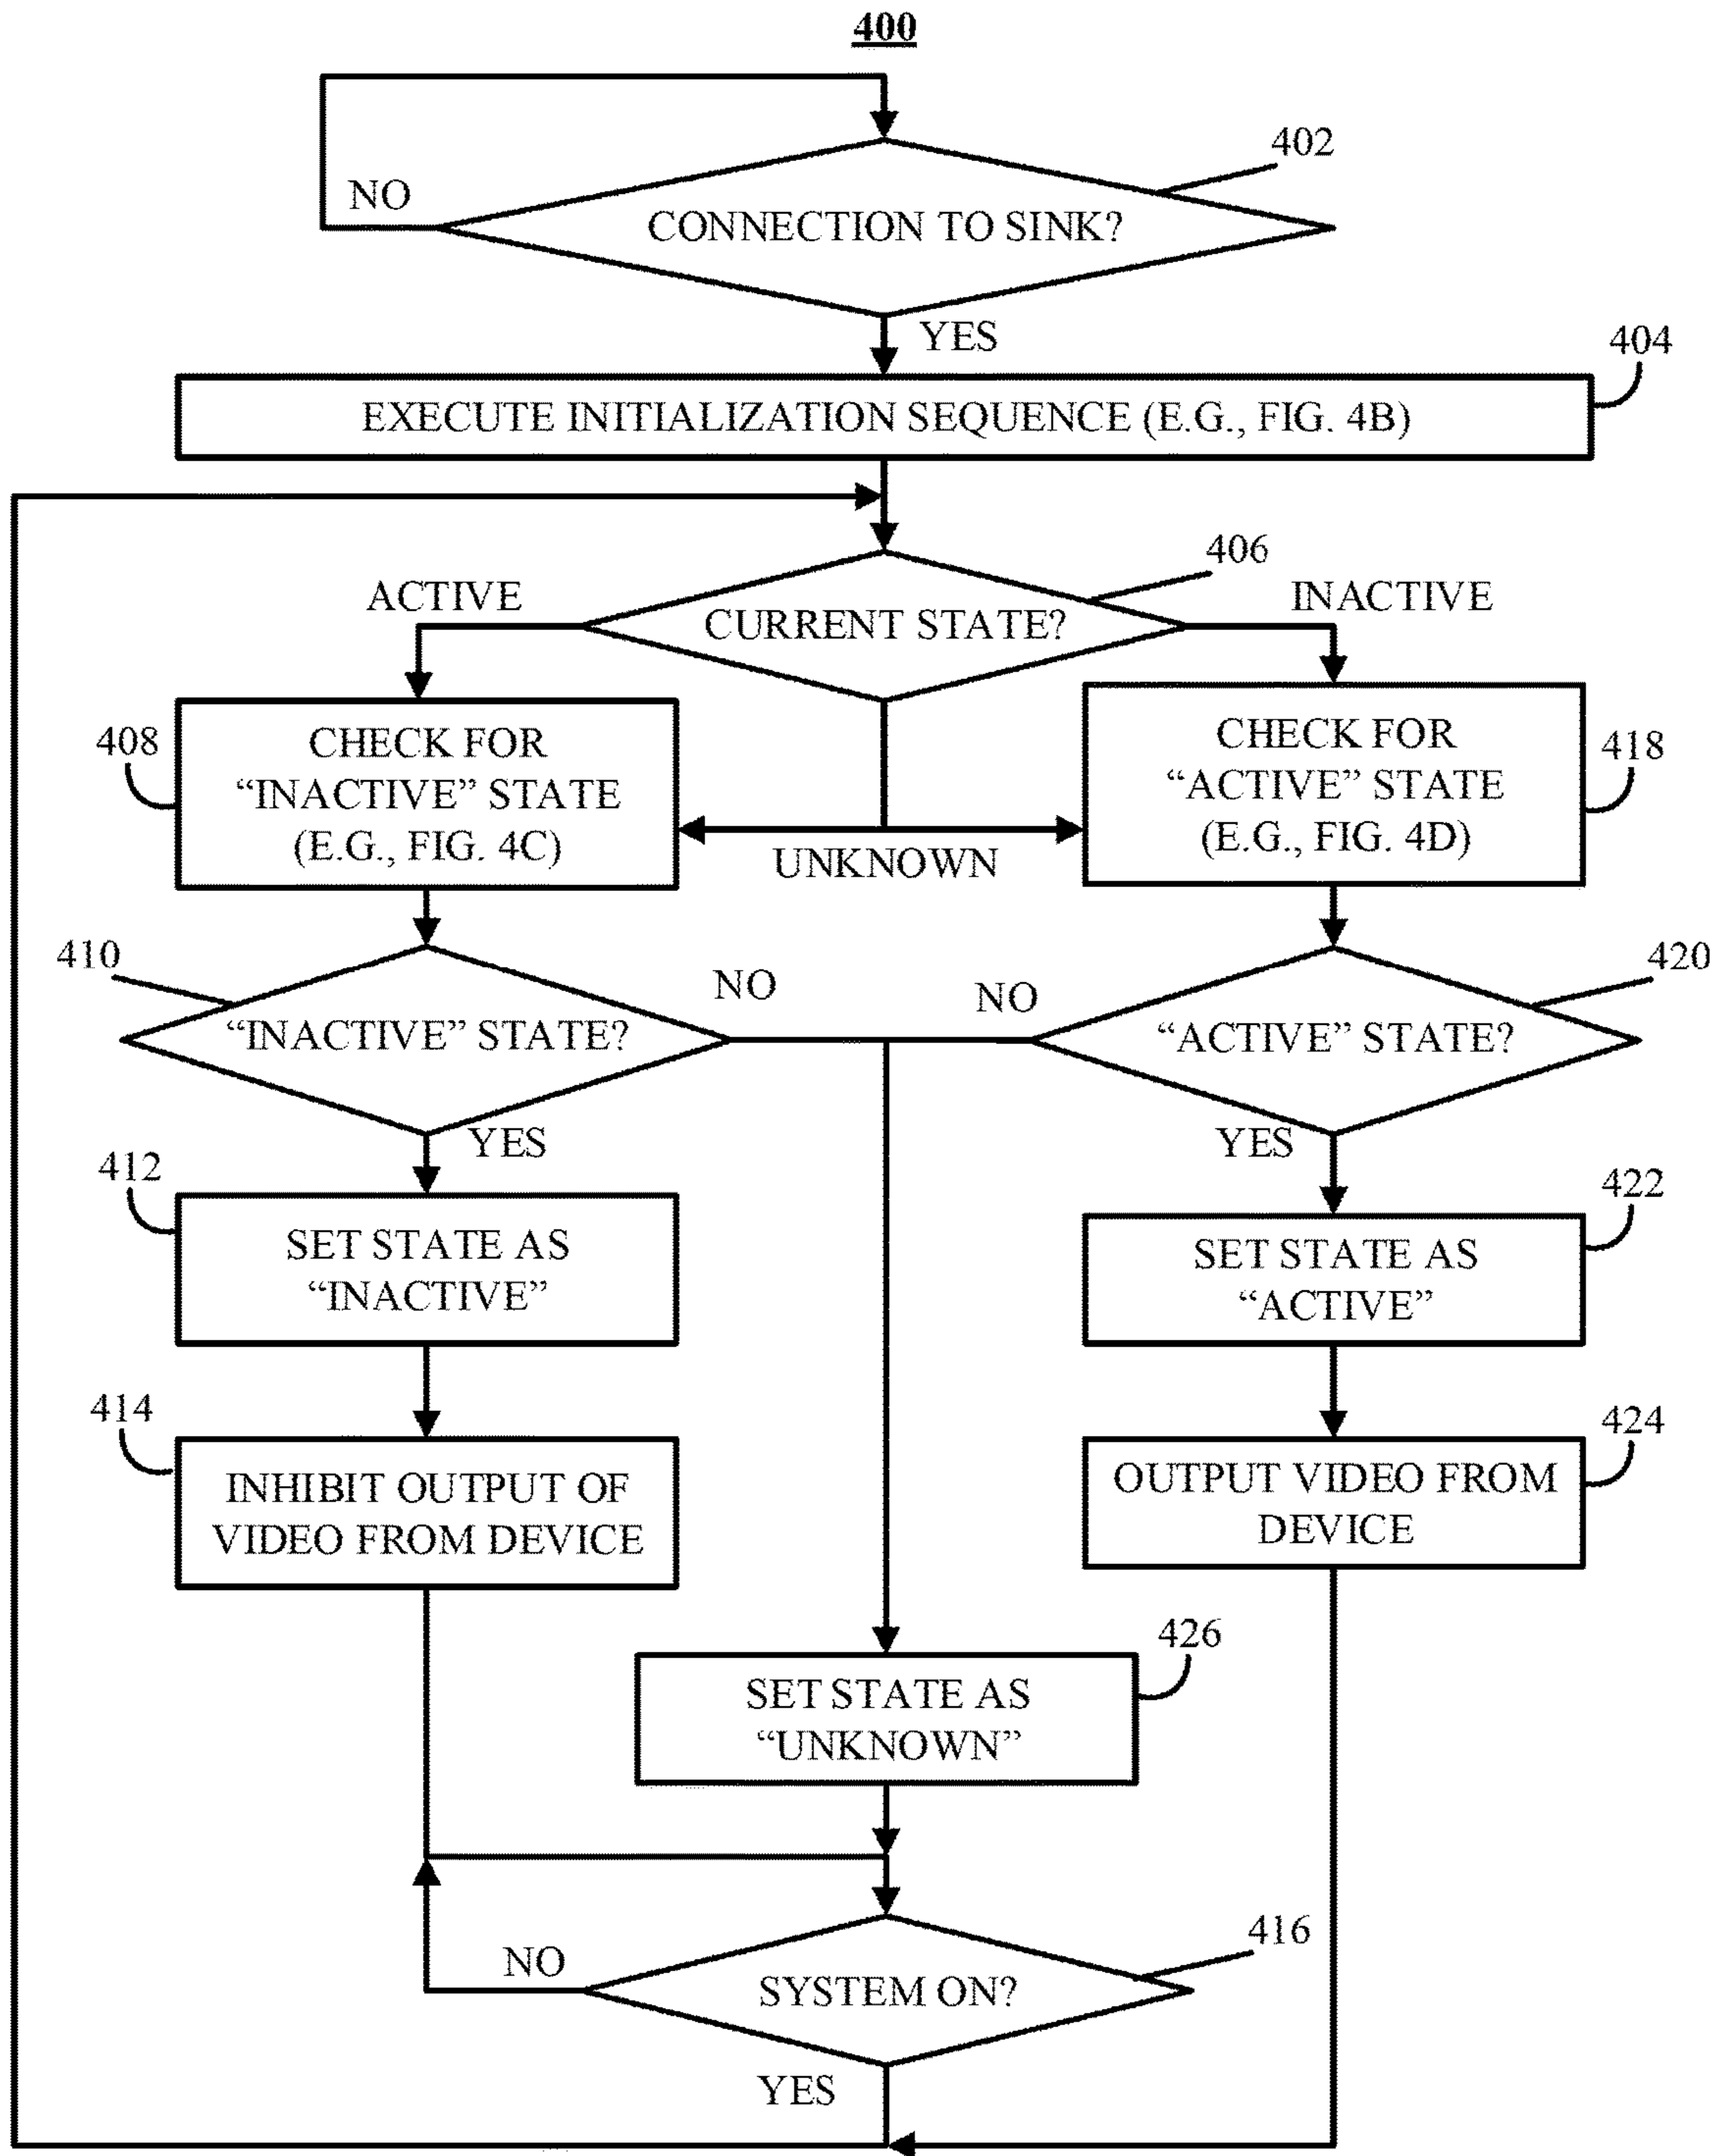 400
402
NO
CONNECTION TO SINK?
YES
404
EXECUTE INITIALIZATION SEQUENCE (E.G., FIG. 4B)
406
ACTIVE
INACTIVE
CURRENT STATE?
408
CHECK FOR
“INACTIVE” STATE
(E.G., FIG. 4C)
UNKNOWN
CHECK FOR
“ACTIVE” STATE
(E.G., FIG. 4D)
418
410
NO
NO
420
“INACTIVE” STATE?
“ACTIVE” STATE?
YES
YES
412
SET STATE AS
“INACTIVE”
422
SET STATE AS
“ACTIVE”
414
INHIBIT OUTPUT OF
VIDEO FROM DEVICE
424
OUTPUT VIDEO FROM
DEVICE
426
SET STATE AS
“UNKNOWN”
416
NO
SYSTEM ON?
YES